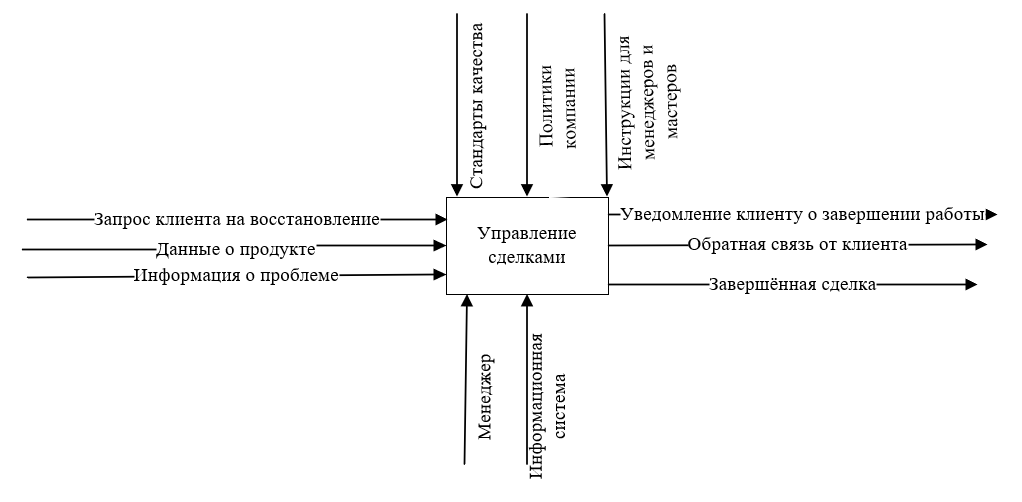 Стандарты качества
Политики
компании
Инструкции для
менеджеров и
мастеров
Запрос клиента на восстановление
Данные о продукте
Информация о проблеме
Управление
сделками
Уведомление клиенту о завершении работы
Обратная связь от клиента
Завершённая сделка
Менеджер
Информационная
система